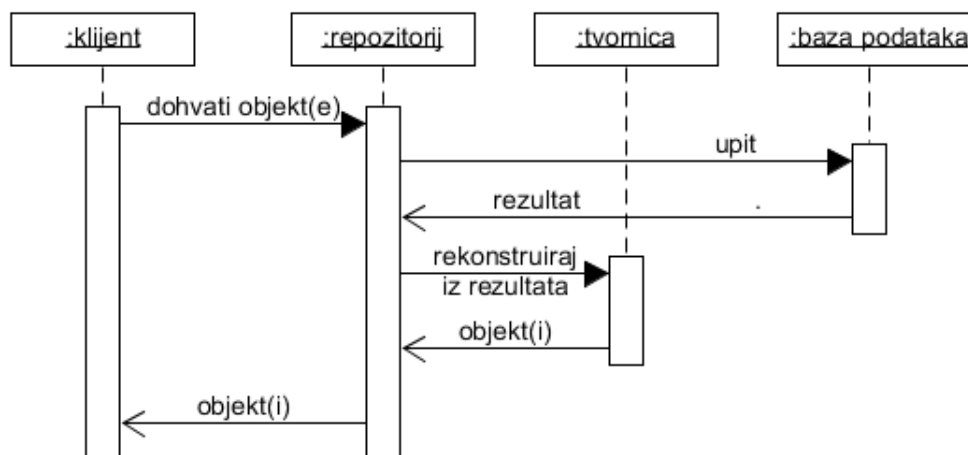 :klijent
:repozitorij
:tvornica
:baza podataka
dohvati objekt(e)
upit
rezultat
.
rekonstruiraj
iz rezultata
objekt(i)
objekt(i)